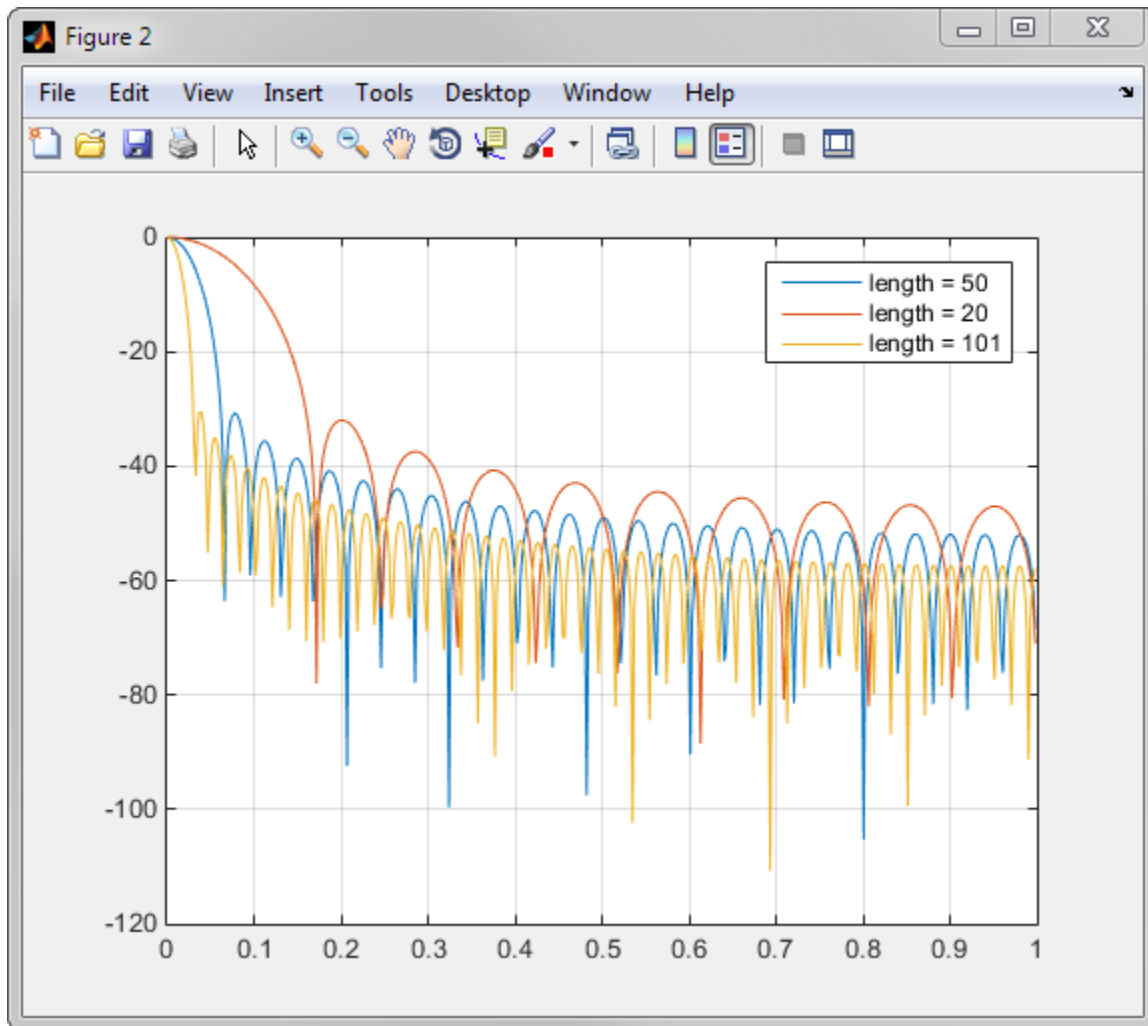 Figure 2
File Edit View Insert Tools Desktop Window Help
0
-20
-40
-60
-80
-100
-120
length = 50
length = 20
length = 101
0 0.1 0.2 0.3 0.4 0.5 0.6 0.7 0.8 0.9 1